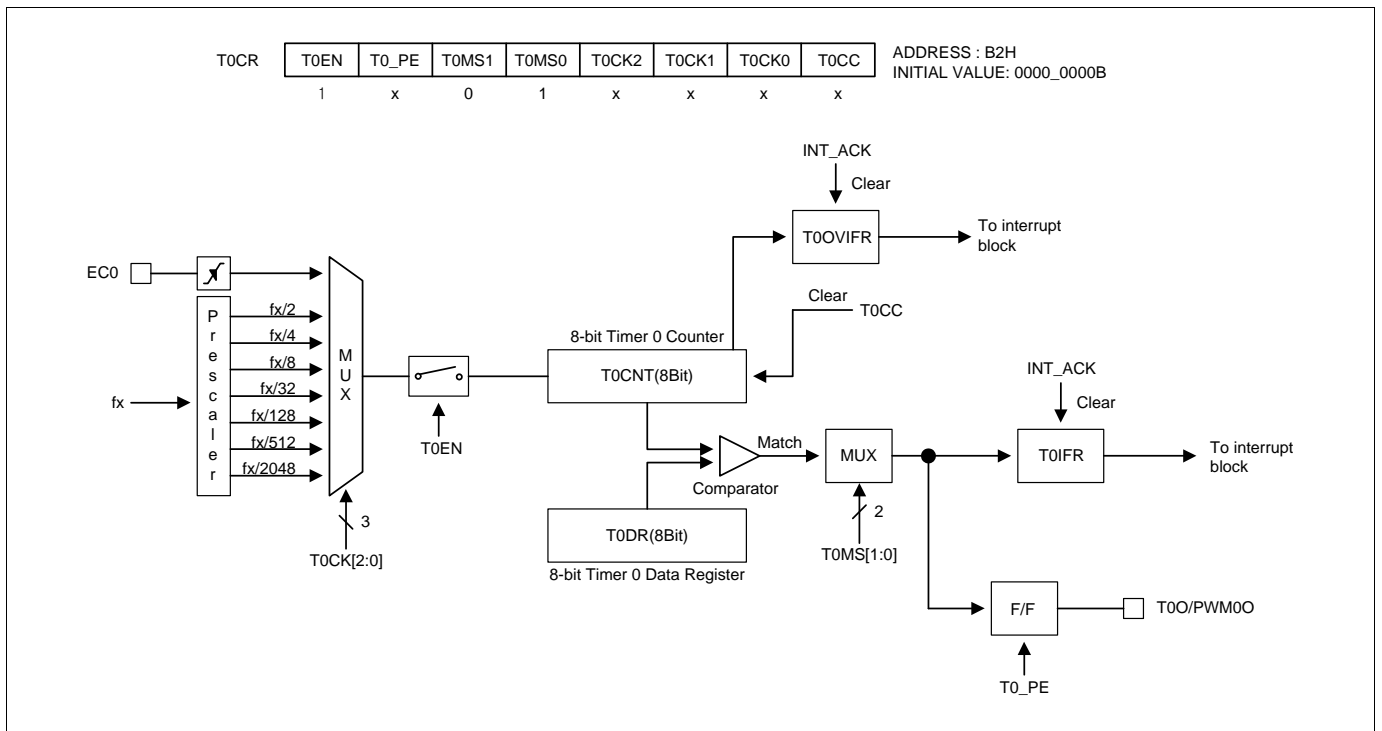 T0CR T0EN T0_PE T0MS1 T0MS0 T0CK2 T0CK1 T0CK0 T0CC ADDRESS : B2H
INITIAL VALUE: 0000_0000B
1 x 0 1 x x x x
INT_ACK
Clear
T0OVIFR
To interrupt
block
EC0
Prescaler
fx
fx/2
fx/4
fx/8
fx/32
fx/128
fx/512
fx/2048
MUX
3
T0CK[2:0]
T0EN
8-bit Timer 0 Counter
T0CNT(8Bit)
Clear
T0CC
Match
Comparator
T0DR(8Bit)
8-bit Timer 0 Data Register
MUX
2
T0MS[1:0]
INT_ACK
Clear
T0IFR
To interrupt
block
F/F
T0O/PWM0O
T0_PE